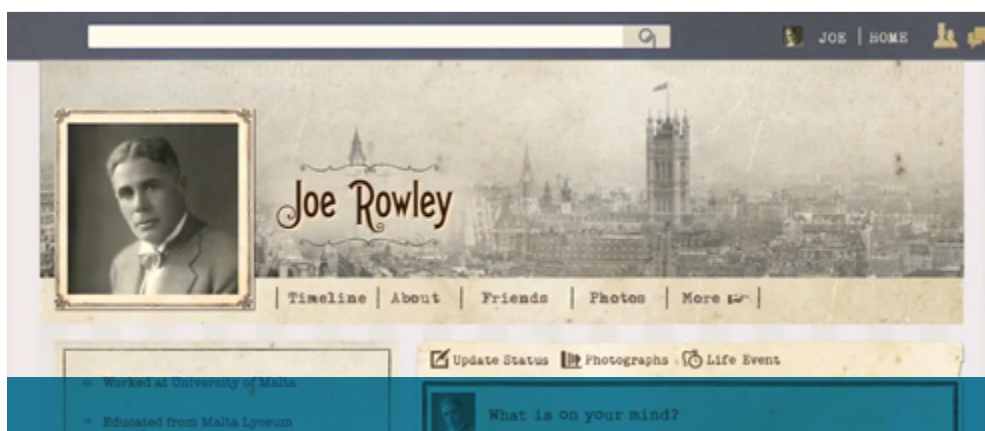 JOE | HOME
Joe Rowley
| Timeline | About | Friends | Photos | More |
Update Status Photographs Life Event
Worked at University of Malta
What is on your mind?
Educated from Malta Lyceum